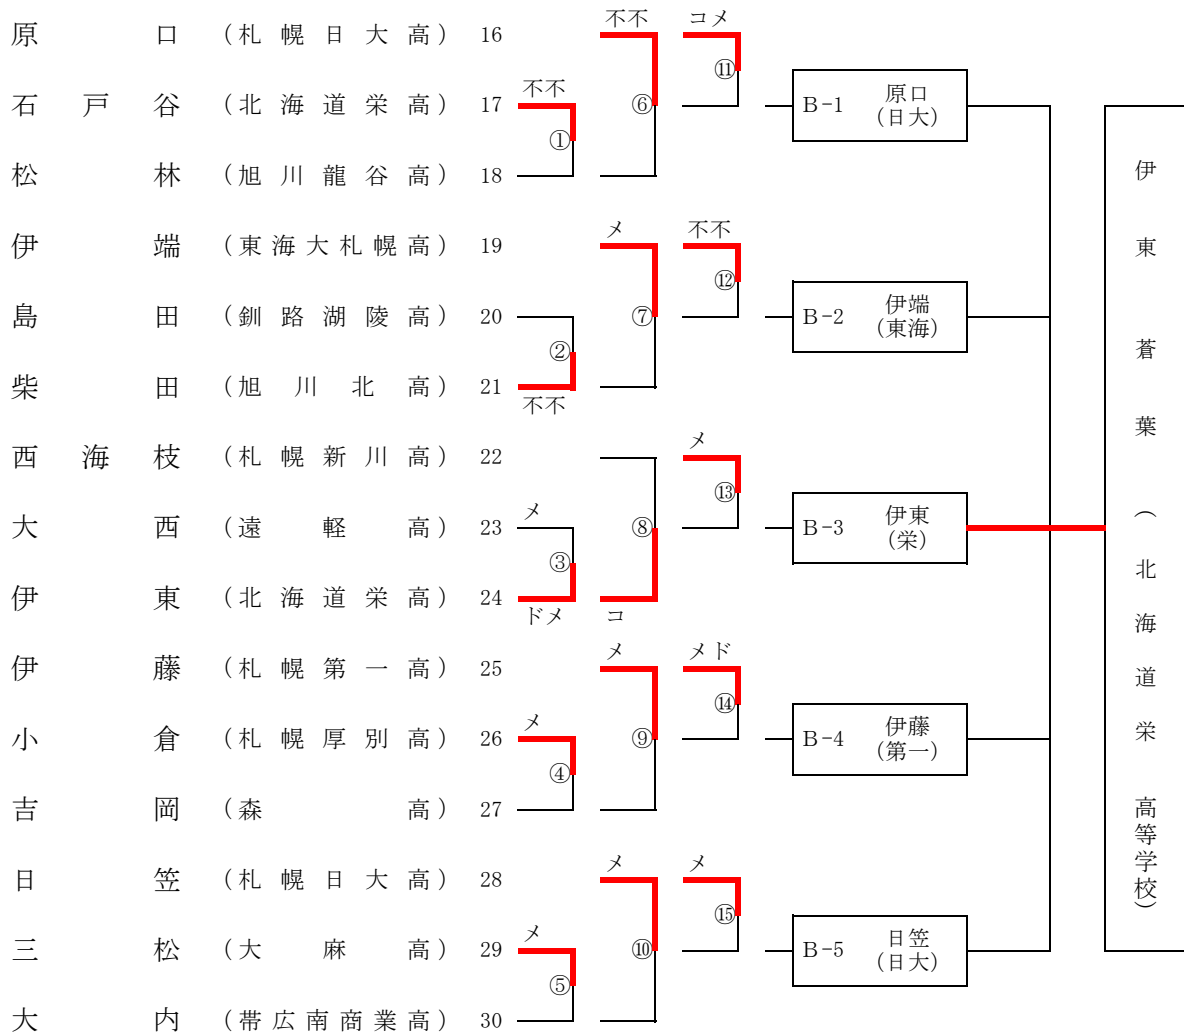 不不 コメ
原口 (札幌日大高) 16
⑪
B-1 原口 (日大)
不不
石戸谷 (北海道栄高) 17
⑥
①
松林 (旭川龍谷高) 18
メ 不不
伊端 (東海大札幌高) 19
⑫
B-2 伊端 (東海)
島田 (釧路湖陵高) 20
⑦
②
柴田 (旭川北高) 21
不不
メ
西海枝 (札幌新川高) 22
⑬
B-3 伊東 (栄)
メ
大西 (遠軽高) 23
⑧
③
伊東 (北海道栄高) 24
ドメ コ
メ メド
伊藤 (札幌第一高) 25
⑭
B-4 伊藤 (第一)
メ
小倉 (札幌厚別高) 26
⑨
④
吉岡 (森高) 27
メ メ
日笠 (札幌日大高) 28
⑮
B-5 日笠 (日大)
メ
三松 (大麻高) 29
⑩
⑤
大内 (帯広南商業高) 30
伊東 蒼葉 (北海道栄 高等学校)